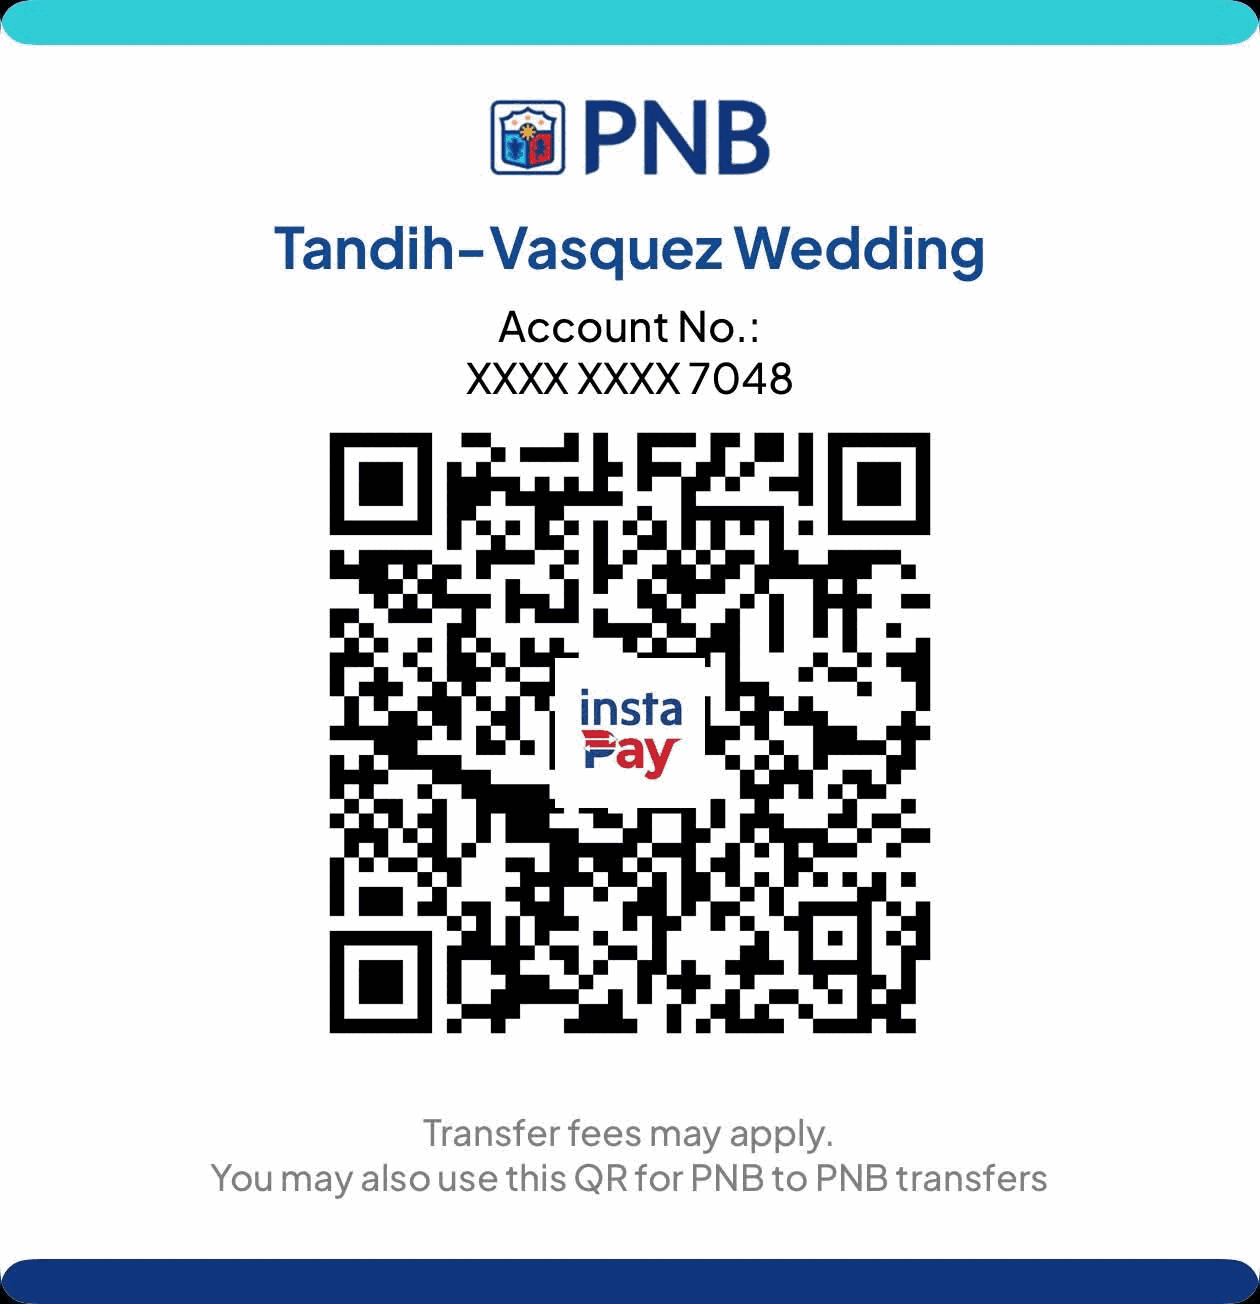 PNB
Tandih-Vasquez Wedding
Account No.:
XXXX XXXX 7048
insta
Pay
Transfer fees may apply.
You may also use this QR for PNB to PNB transfers